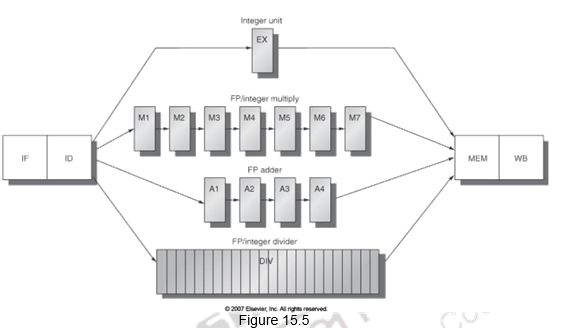 Integer unit
EX
FP/integer multiply
M1 M2 M3 M4 M5 M6 M7
IF ID MEM WB
FP adder
A1 A2 A3 A4
FP/integer divider
DIV
© 2007 Elsevier, Inc. All rights reserved.
Figure 15.5